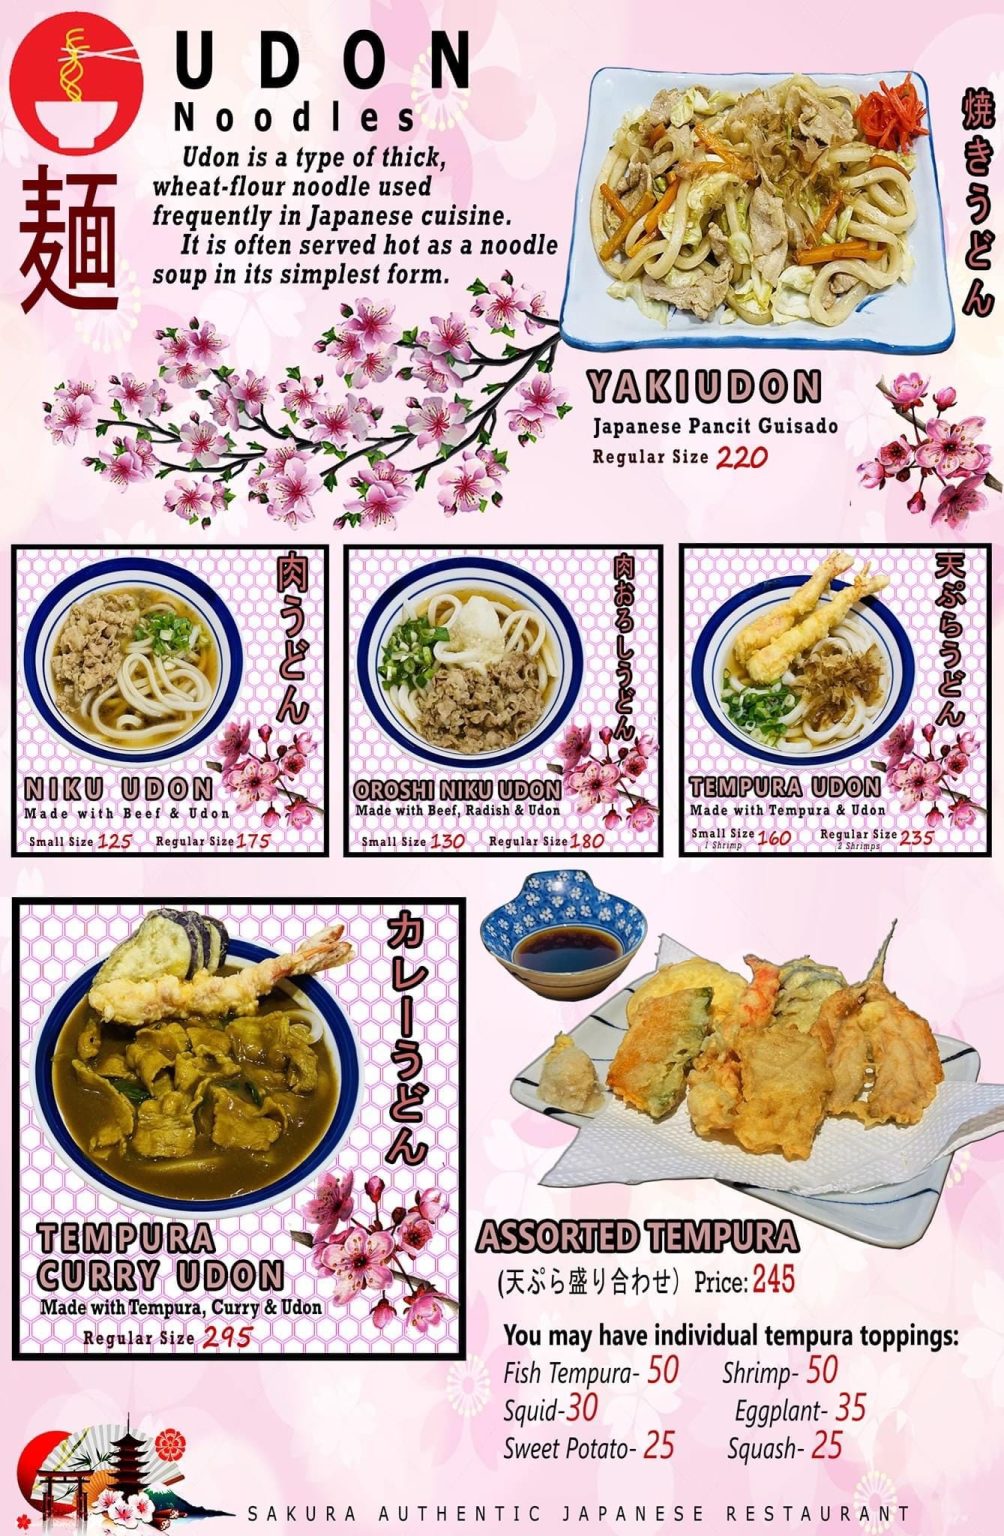 UDON
Noodles
麺
Udon is a type of thick,
wheat-flour noodle used
frequently in Japanese cuisine.
It is often served hot as a noodle
soup in its simplest form.
焼きうどん
YAKIUDON
Japanese Pancit Guisado
Regular Size 220
肉うどん
NIKU UDON
Made with Beef & Udon
Small Size 125 Regular Size 175
肉おろしうどん
OROSHI NIKU UDON
Made with Beef, Radish & Udon
Small Size 130 Regular Size 180
天ぷらうどん
TEMPURA UDON
Made with Tempura & Udon
Small Size 160 Regular Size 235
1 Shrimp 2 Shrimps
カレーうどん
TEMPURA
CURRY UDON
Made with Tempura, Curry & Udon
Regular Size 295
ASSORTED TEMPURA
(天ぷら盛り合わせ) Price: 245
You may have individual tempura toppings:
Fish Tempura- 50 Shrimp- 50
Squid-30 Eggplant- 35
Sweet Potato- 25 Squash- 25
SAKURA AUTHENTIC JAPANESE RESTAURANT